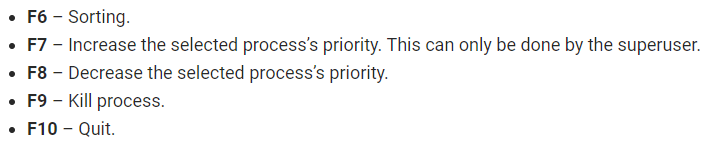 • F6 – Sorting.
• F7 – Increase the selected process’s priority. This can only be done by the superuser.
• F8 – Decrease the selected process’s priority.
• F9 – Kill process.
• F10 – Quit.